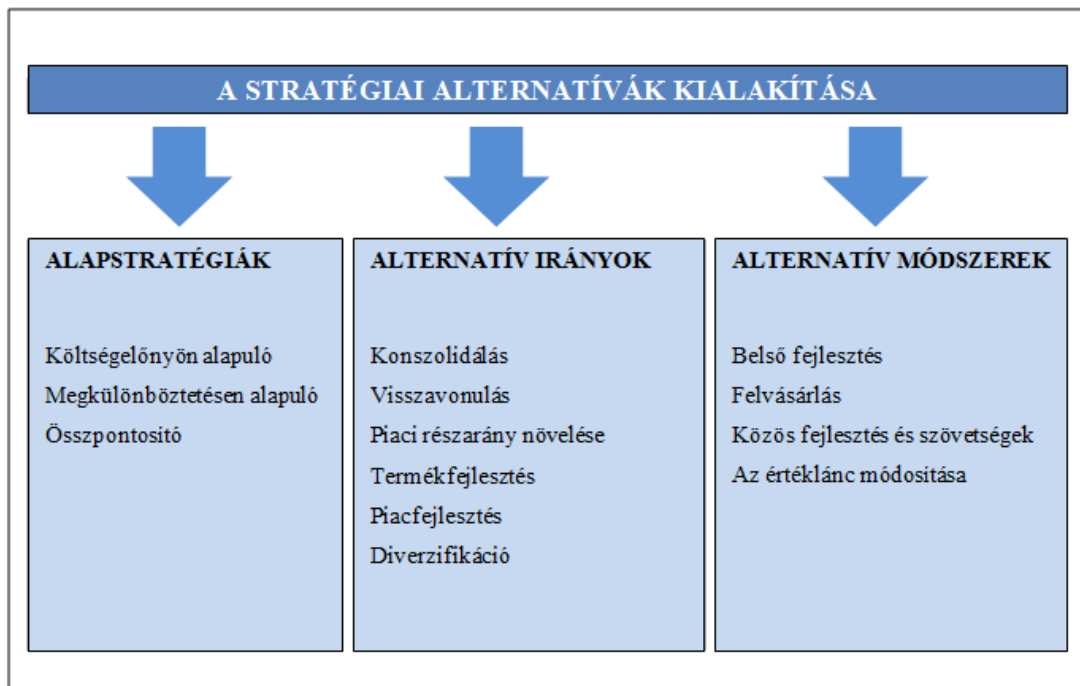 A STRATÉGIAI ALTERNATÍVÁK KIALAKÍTÁSA
ALAPSTRATÉGIÁK
Költségelőnyön alapuló
Megkülönböztetésen alapuló
Összpontosító
ALTERNATÍV IRÁNYOK
Konszolidálás
Visszavonulás
Piaci részarány növelése
Termékfejlesztés
Piacfejlesztés
Diverzifikáció
ALTERNATÍV MÓDSZEREK
Belső fejlesztés
Felvásárlás
Közös fejlesztés és szövetségek
Az értéklánc módosítása